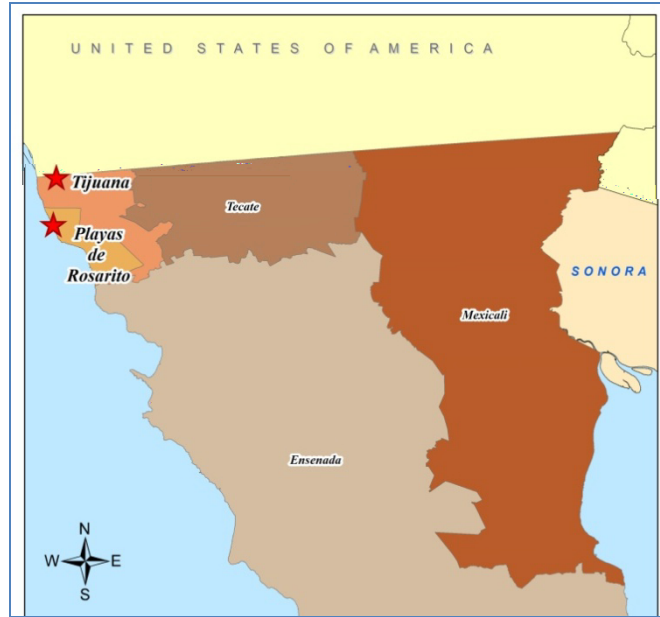 UNITED STATES OF AMERICA
Tijuana
Tecate
Playas
de
Rosarito
SONORA
Mexicali
Ensenada
N
W E
S